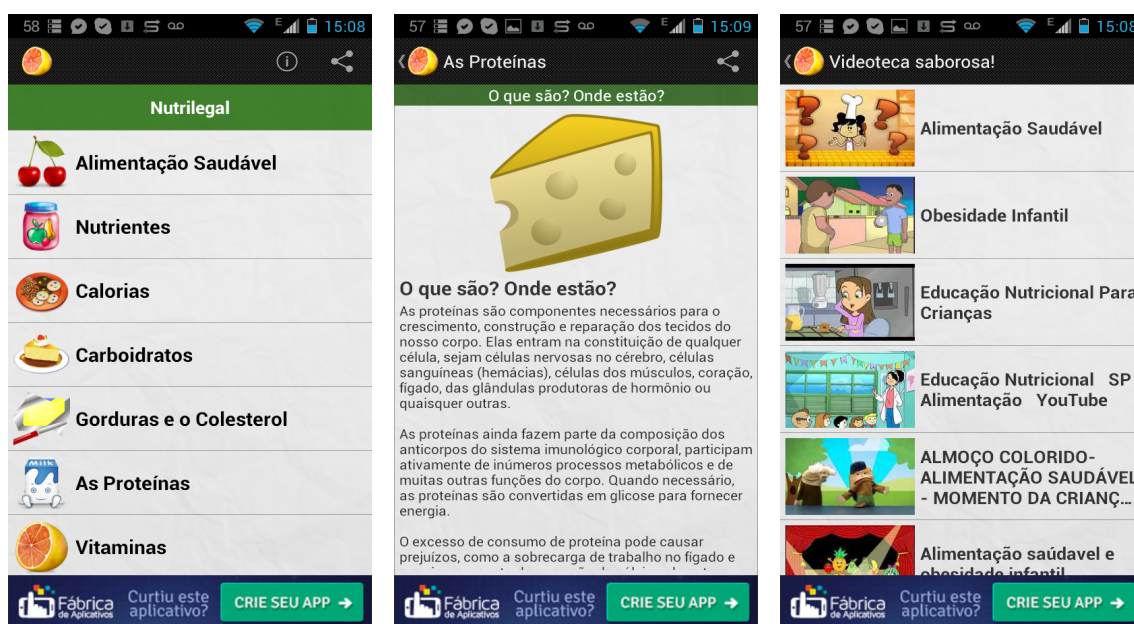 58 E 15:08
Nutrilegal
Alimentação Saudável
Nutrientes
Calorias
Carboidratos
Gorduras e o Colesterol
Milk
As Proteínas
Vitaminas
Fábrica de Aplicativos
Curtiu este aplicativo?
CRIE SEU APP
57 E 15:09
As Proteínas
O que são? Onde estão?
O que são? Onde estão?
As proteínas são componentes necessários para o
crescimento, construção e reparação dos tecidos do
nosso corpo. Elas entram na constituição de qualquer
célula, sejam células nervosas no cérebro, células
sanguíneas (hemácias), células dos músculos, coração,
fígado, das glândulas produtoras de hormônio ou
quaisquer outras.
As proteínas ainda fazem parte da composição dos
anticorpos do sistema imunológico corporal, participam
ativamente de inúmeros processos metabólicos e de
muitas outras funções do corpo. Quando necessário,
as proteínas são convertidas em glicose para fornecer
energia.
O excesso de consumo de proteína pode causar
prejuízos, como a sobrecarga de trabalho no fígado e
Fábrica de Aplicativos
Curtiu este aplicativo?
CRIE SEU APP
57 E 15:08
Videoteca saborosa!
Alimentação Saudável
Obesidade Infantil
Educação Nutricional Para
Crianças
Educação Nutricional SP
Alimentação YouTube
ALMOÇO COLORIDO-
ALIMENTAÇÃO SAUDÁVEL
- MOMENTO DA CRIANÇ...
Alimentação saúdavel e
obesidade infantil
Fábrica de Aplicativos
Curtiu este aplicativo?
CRIE SEU APP